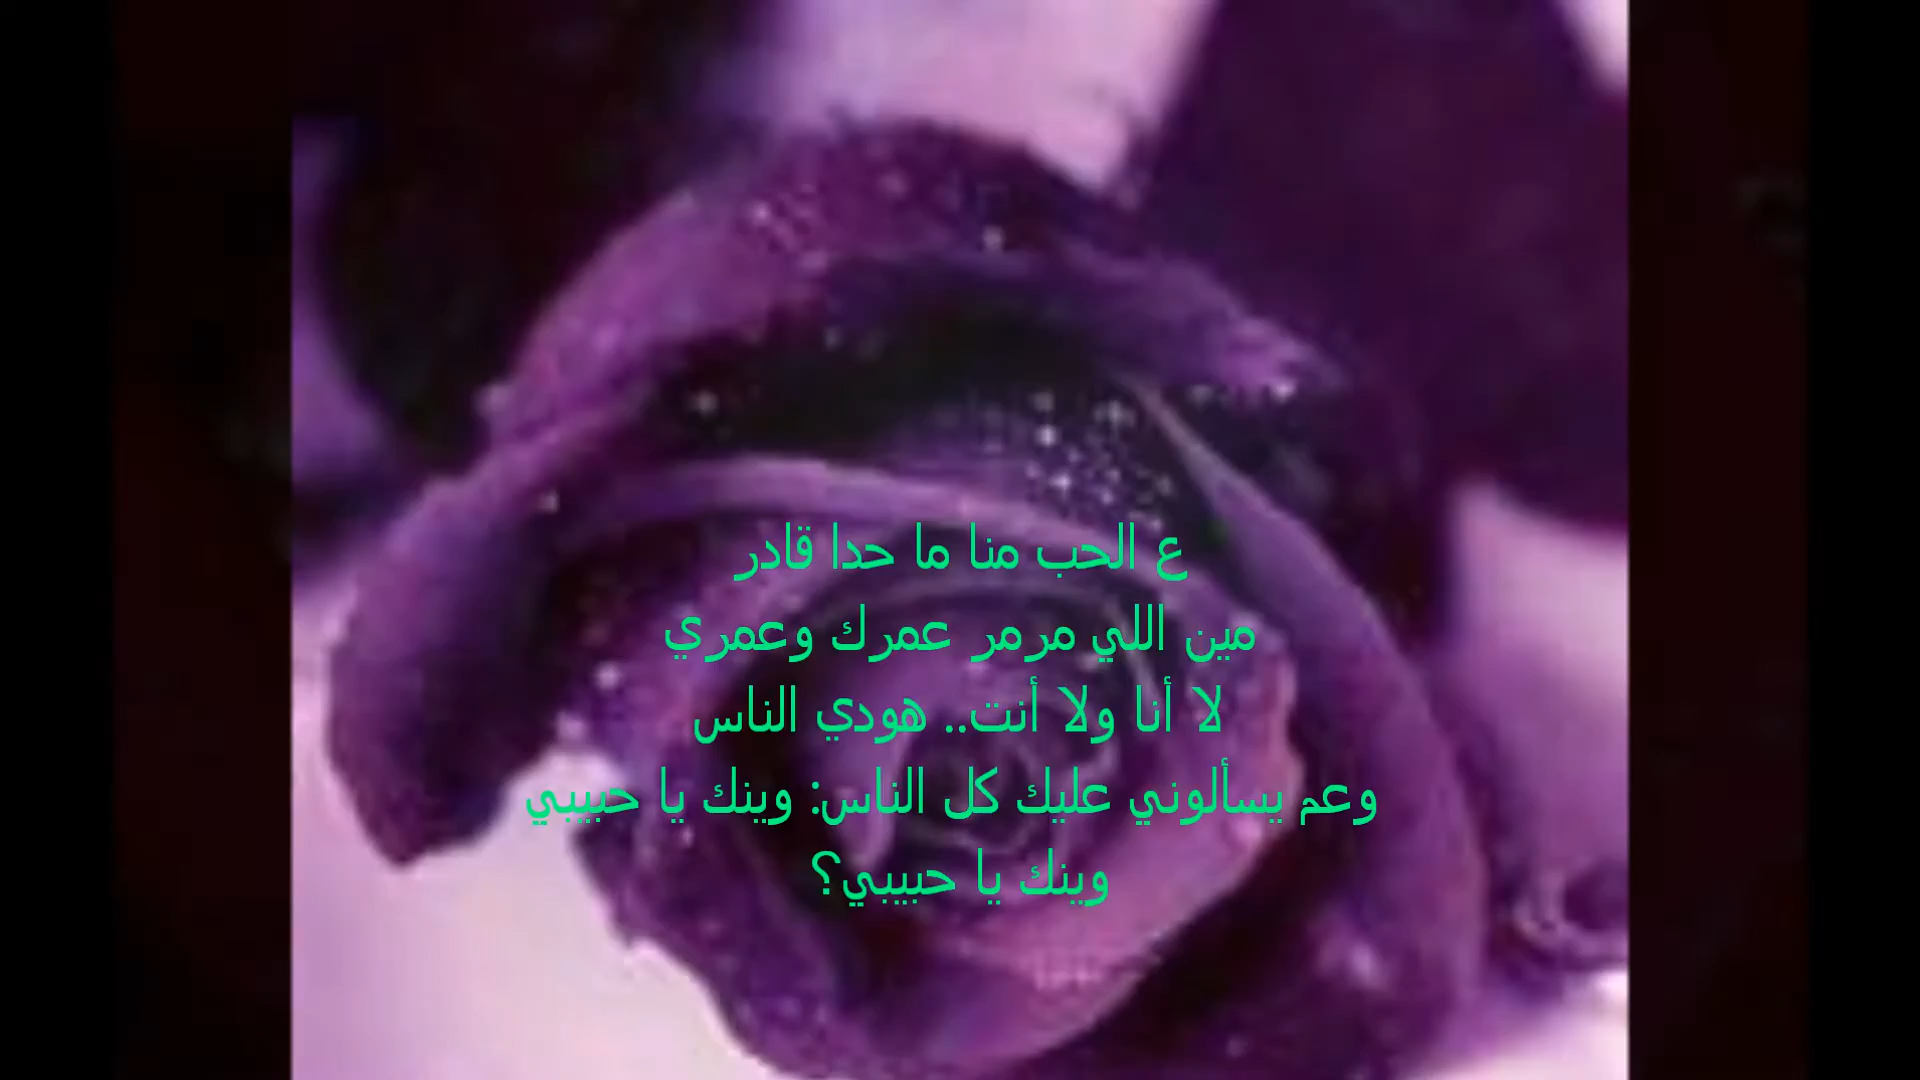 ع الحب منا ما حدا قادر
مين اللي مرمر عمرك وعمري
لا أنا ولا أنت.. هودي الناس
وعم يسألوني عليك كل الناس: وينك يا حبيبي
وينك يا حبيبي؟